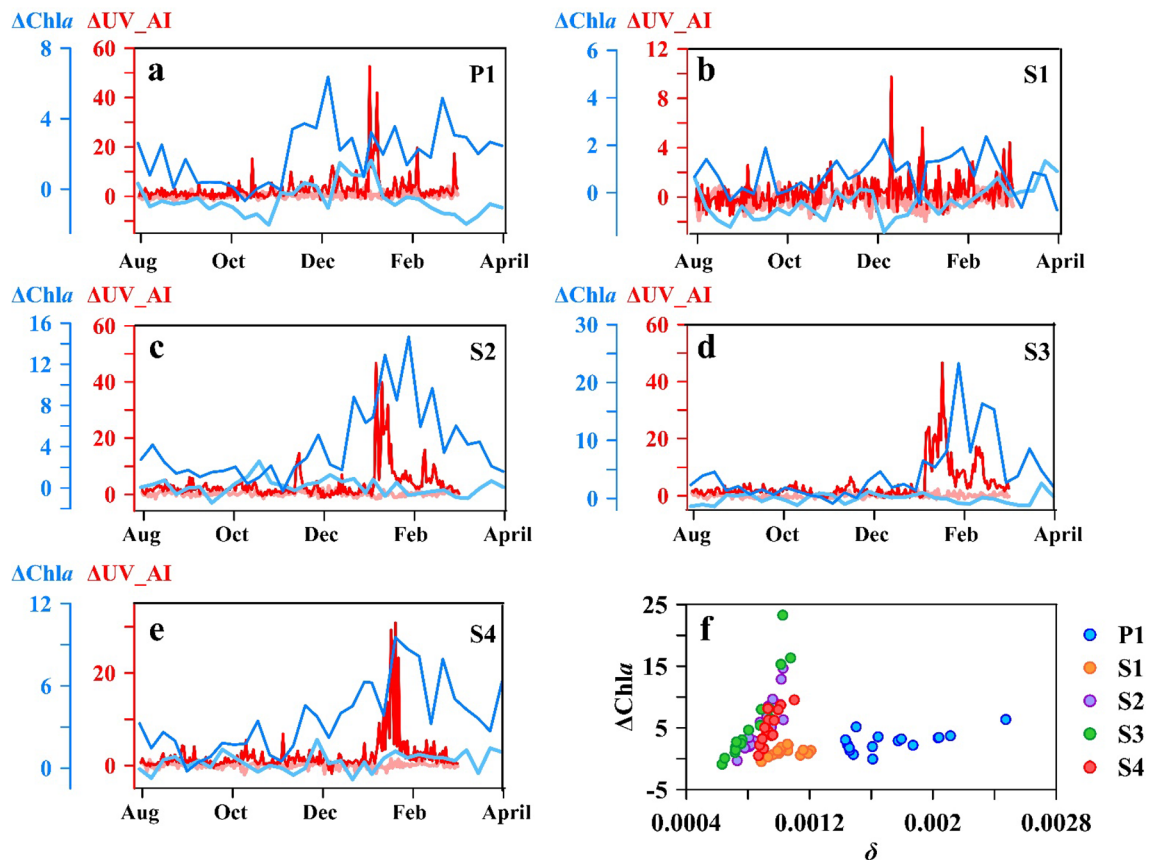 ΔChla ΔUV_AI
8
4
0
60
40
20
0
a
P1
Aug Oct Dec Feb April
ΔChla ΔUV_AI
6
4
2
0
12
8
4
0
b
S1
Aug Oct Dec Feb April
ΔChla ΔUV_AI
16
12
8
4
0
60
40
20
0
c
S2
Aug Oct Dec Feb April
ΔChla ΔUV_AI
30
20
10
0
60
40
20
0
d
S3
Aug Oct Dec Feb April
ΔChla ΔUV_AI
12
6
0
20
0
e
S4
Aug Oct Dec Feb April
ΔChla
25
15
5
-5
f
0.0004 0.0012 0.002 0.0028
δ
P1
S1
S2
S3
S4